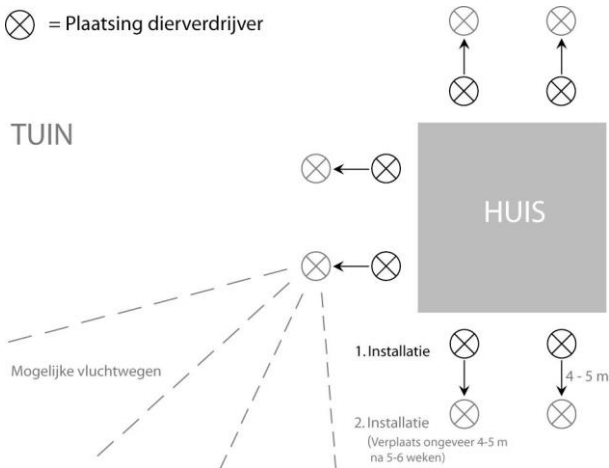 = Plaatsing dierverdrijver
TUIN
HUIS
Mogelijke vluchtwegen
1. Installatie
4 - 5 m
2. Installatie
(Verplaats ongeveer 4-5 m
na 5-6 weken)